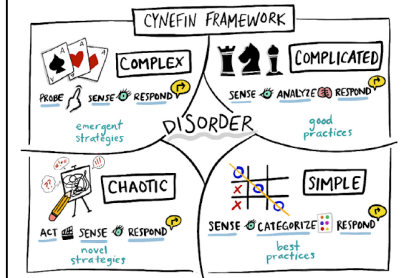 CYNEFIN FRAMEWORK
COMPLEX
PROBE SENSE RESPOND
emergent
strategies
COMPLICATED
SENSE ANALYZE RESPOND
good
practices
DISORDER
CHAOTIC
ACT SENSE RESPOND
novel
strategies
SIMPLE
SENSE CATEGORIZE RESPOND
best
practices